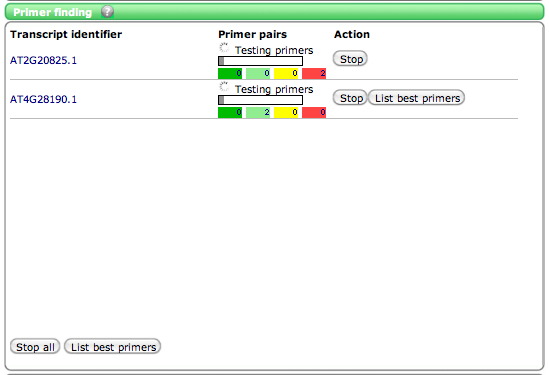 Primer finding ?
Transcript identifier Primer pairs Action
Testing primers
AT2G20825.1 Stop
0 0 0 2
Testing primers
AT4G28190.1 Stop List best primers
0 2 0 0
Stop all List best primers